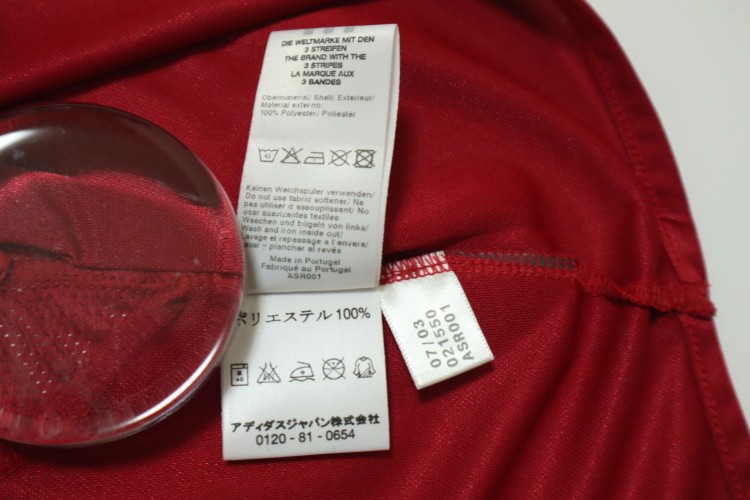 DIE WELTMARKE MIT DEN
3 STREIFEN
THE BRAND WITH THE
3 STRIPES
LA MARQUE AUX
3 BANDES
Obermaterial/ Shell/ Exterieur/
Material externo:
100% Polyester/ Poliester
Keinen Weichspüler verwenden/
Do not use fabric softener/ Ne
pas utiliser d assouplissant/ No
usar suavizantes textiles
Waschen und bügeln von links/
Wash and iron inside out/
Lavage et repassage a l'envers/
lavar y planchar al revés
Made in Portugal
Fabriqué au Portugal
ASR001
ポリエステル 100%
40
アディダスジャパン株式会社
0120 - 81 - 0654
07/03
021550
ASR001